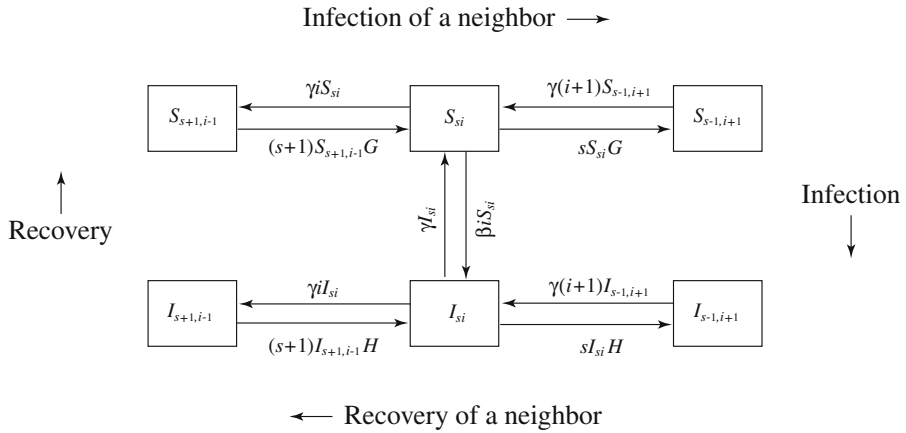 Infection of a neighbor
γiS_{si}
γ(i+1)S_{s-1,i+1}
S_{s+1,i-1}
S_{si}
S_{s-1,i+1}
(s+1)S_{s+1,i-1}G
sS_{si}G
Recovery
γI_{si}
βiS_{si}
Infection
γiI_{si}
γ(i+1)I_{s-1,i+1}
I_{s+1,i-1}
I_{si}
I_{s-1,i+1}
(s+1)I_{s+1,i-1}H
sI_{si}H
Recovery of a neighbor